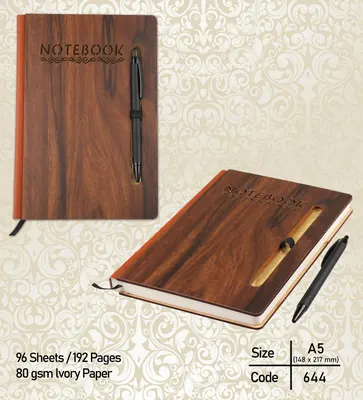 NOTEBOOK
NOTEBOOK
96 Sheets / 192 Pages
80 gsm Ivory Paper
Size A5
(148 x 217 mm)
Code 644